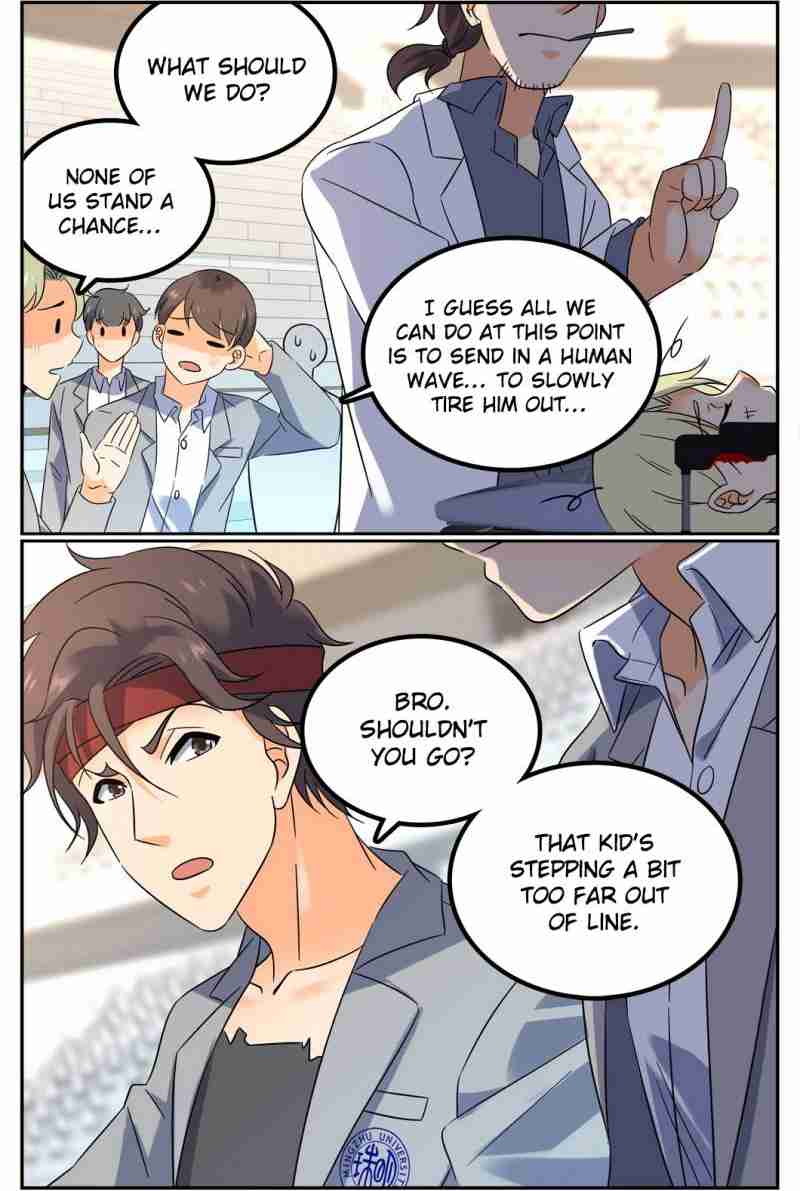 WHAT SHOULD
WE DO?
NONE OF
US STAND A
CHANCE...
I GUESS ALL WE
CAN DO AT THIS POINT
IS TO SEND IN A HUMAN
WAVE... TO SLOWLY
TIRE HIM OUT...
BRO.
SHOULDN'T
YOU GO?
THAT KID'S
STEPPING A BIT
TOO FAR OUT
OF LINE.
MINGZHU UNIVERSITY